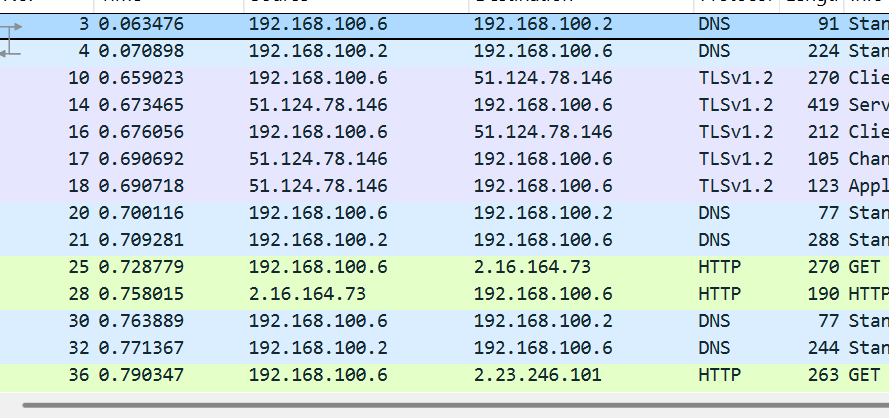 3 0.063476 192.168.100.6 192.168.100.2 DNS 91 Stan
4 0.070898 192.168.100.2 192.168.100.6 DNS 224 Stan
10 0.659023 192.168.100.6 51.124.78.146 TLSv1.2 270 Clie
14 0.673465 51.124.78.146 192.168.100.6 TLSv1.2 419 Serv
16 0.676056 192.168.100.6 51.124.78.146 TLSv1.2 212 Clie
17 0.690692 51.124.78.146 192.168.100.6 TLSv1.2 105 Chan
18 0.690718 51.124.78.146 192.168.100.6 TLSv1.2 123 Appl
20 0.700116 192.168.100.6 192.168.100.2 DNS 77 Stan
21 0.709281 192.168.100.2 192.168.100.6 DNS 288 Stan
25 0.728779 192.168.100.6 2.16.164.73 HTTP 270 GET
28 0.758015 2.16.164.73 192.168.100.6 HTTP 190 HTTP
30 0.763889 192.168.100.6 192.168.100.2 DNS 77 Stan
32 0.771367 192.168.100.2 192.168.100.6 DNS 244 Stan
36 0.790347 192.168.100.6 2.23.246.101 HTTP 263 GET